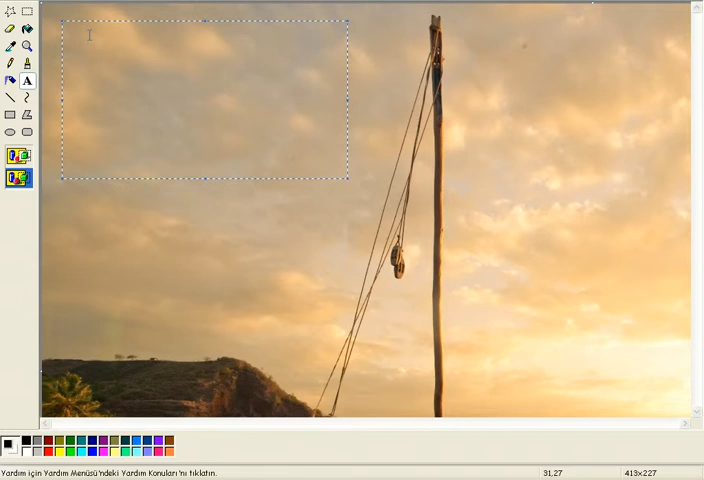 A
Yardım için Yardım Menüsü'ndeki Yardım Konuları'nı tıklatın.
31,27
413x227